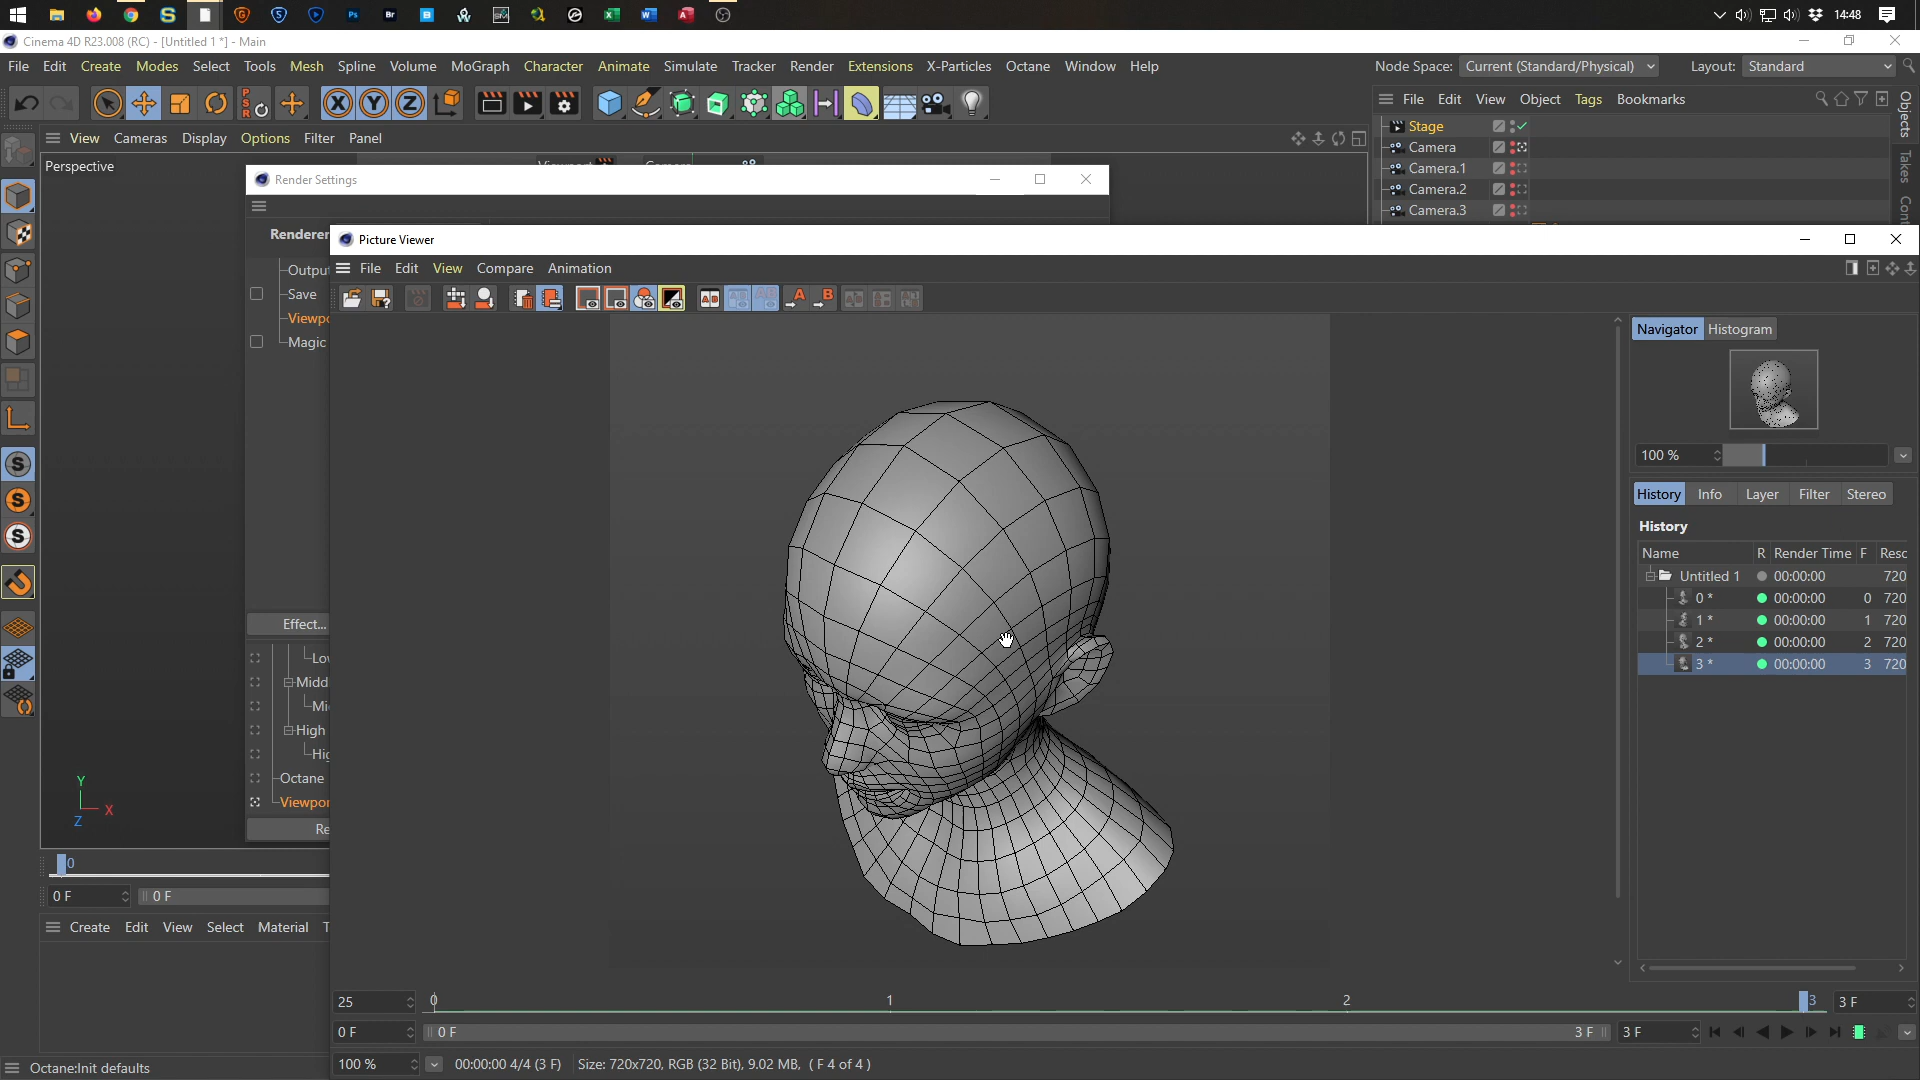 14:48
Cinema 4D R23.008 (RC) - [Untitled 1 *] - Main
File Edit Create Modes Select Tools Mesh Spline Volume MoGraph Character Animate Simulate Tracker Render Extensions X-Particles Octane Window Help
Node Space: Current (Standard/Physical) Layout: Standard
PSR X Y Z
File Edit View Object Tags Bookmarks
Objects
Takes
View Cameras Display Options Filter Panel
Perspective
Stage
Camera
Camera.1
Camera.2
Camera.3
Render Settings
Renderer
Output
Save
Magic
Effect...
Octane
Picture Viewer
File Edit View Compare Animation
AB A B
Navigator Histogram
100 %
History Info Layer Filter Stereo
History
Name R Render Time F Resc
Untitled 1 00:00:00 720
0 * 00:00:00 0 720
1 * 00:00:00 1 720
2 * 00:00:00 2 720
3 * 00:00:00 3 720
Y
X
Z
0
0 F 0 F
Create Edit View Select Material
25 0 1 2 3 3 F
0 F 0 F 3 F 3 F
100 % 00:00:00 4/4 (3 F) Size: 720x720, RGB (32 Bit), 9.02 MB, ( F 4 of 4 )
Octane:Init defaults